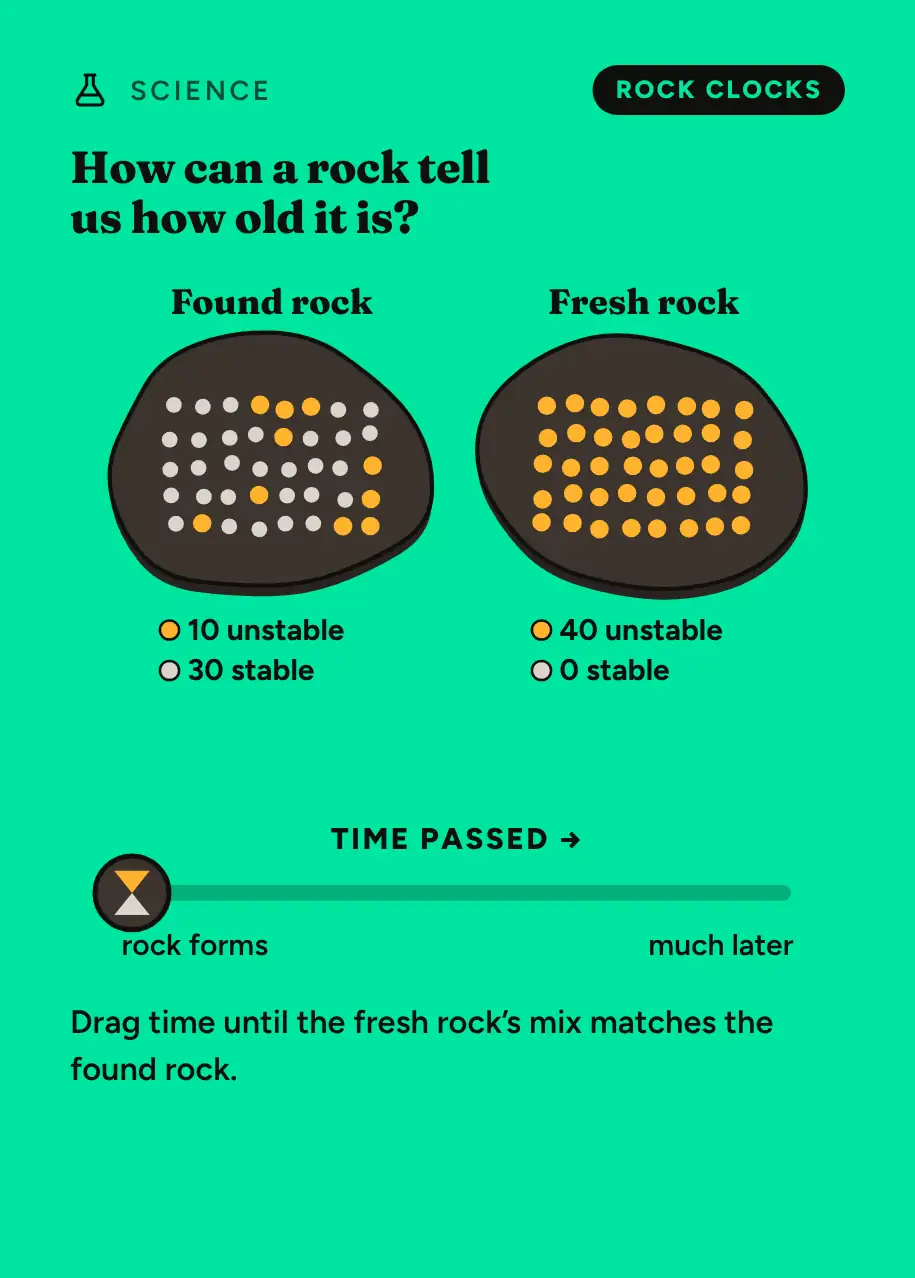 SCIENCE
ROCK CLOCKS
How can a rock tell
us how old it is?
Found rock
Fresh rock
10 unstable
30 stable
40 unstable
0 stable
TIME PASSED →
rock forms
much later
Drag time until the fresh rock’s mix matches the
found rock.